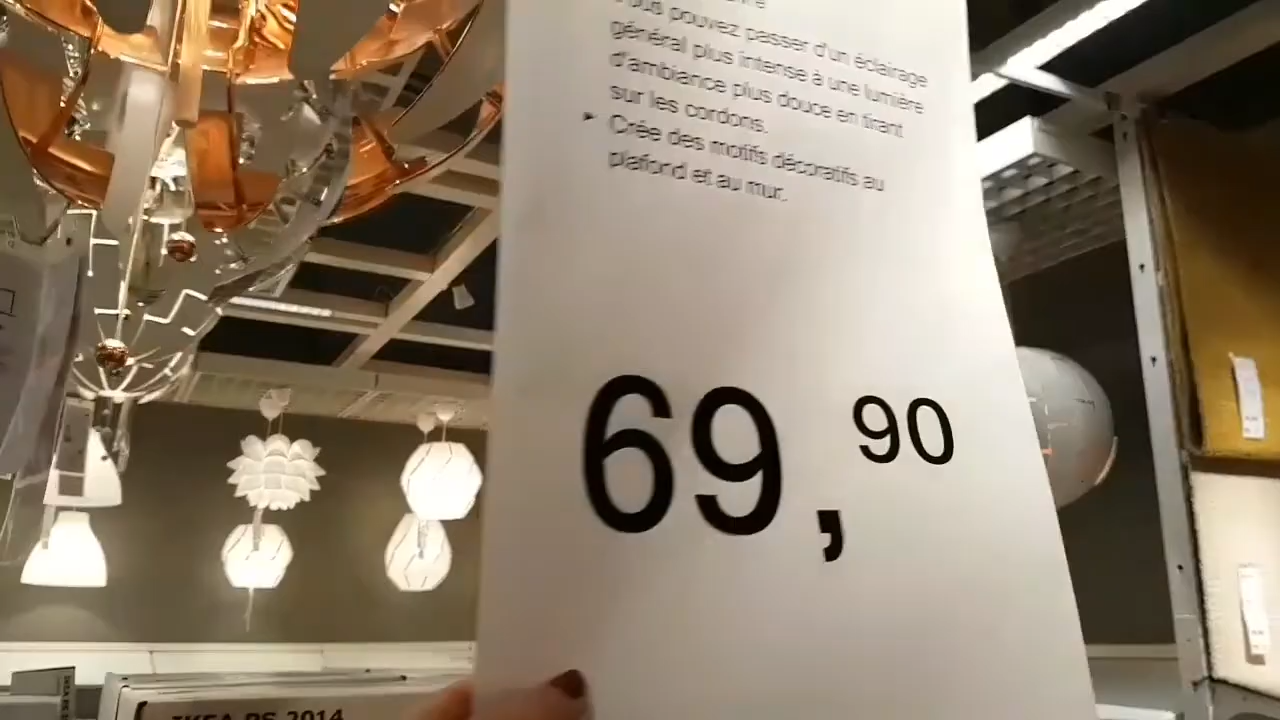 Vous pouvez passer d'un éclairage
général plus intense à une lumière
d'ambiance plus douce en tirant
sur les cordons.
► Crée des motifs décoratifs au
plafond et au mur.
69,90
IKEA PS 2014